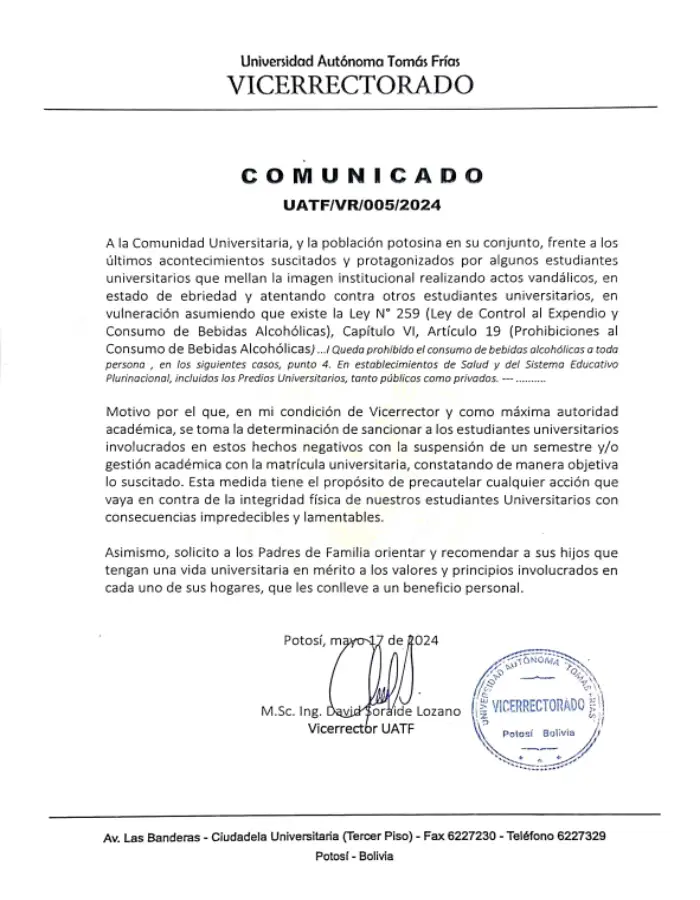 Universidad Autónoma Tomás Frías
VICERRECTORADO
COMUNICADO
UATF/VR/005/2024
A la Comunidad Universitaria, y la población potosina en su conjunto, frente a los
últimos acontecimientos suscitados y protagonizados por algunos estudiantes
universitarios que mellan la imagen institucional realizando actos vandálicos, en
estado de ebriedad y atentando contra otros estudiantes universitarios, en
vulneración asumiendo que existe la Ley N° 259 (Ley de Control al Expendio y
Consumo de Bebidas Alcohólicas), Capítulo VI, Artículo 19 (Prohibiciones al
Consumo de Bebidas Alcohólicas) .../ Queda prohibido el consumo de bebidas alcohólicas a toda
persona , en los siguientes casos, punto 4. En establecimientos de Salud y del Sistema Educativo
Plurinacional, incluidos los Predios Universitarios, tanto públicos como privados. --- ..........
Motivo por el que, en mi condición de Vicerrector y como máxima autoridad
académica, se toma la determinación de sancionar a los estudiantes universitarios
involucrados en estos hechos negativos con la suspensión de un semestre y/o
gestión académica con la matrícula universitaria, constatando de manera objetiva
lo suscitado. Esta medida tiene el propósito de precautelar cualquier acción que
vaya en contra de la integridad física de nuestros estudiantes Universitarios con
consecuencias impredecibles y lamentables.
Asimismo, solicito a los Padres de Familia orientar y recomendar a sus hijos que
tengan una vida universitaria en mérito a los valores y principios involucrados en
cada uno de sus hogares, que les conlleve a un beneficio personal.
Potosí, mayo 17 de 2024
M.Sc. Ing. David Soraide Lozano
Vicerrector UATF
UNIVERSIDAD AUTÓNOMA "TOMÁS FRÍAS"
VICERRECTORADO
Potosí Bolivia
Av. Las Banderas - Ciudadela Universitaria (Tercer Piso) - Fax 6227230 - Teléfono 6227329
Potosí - Bolivia